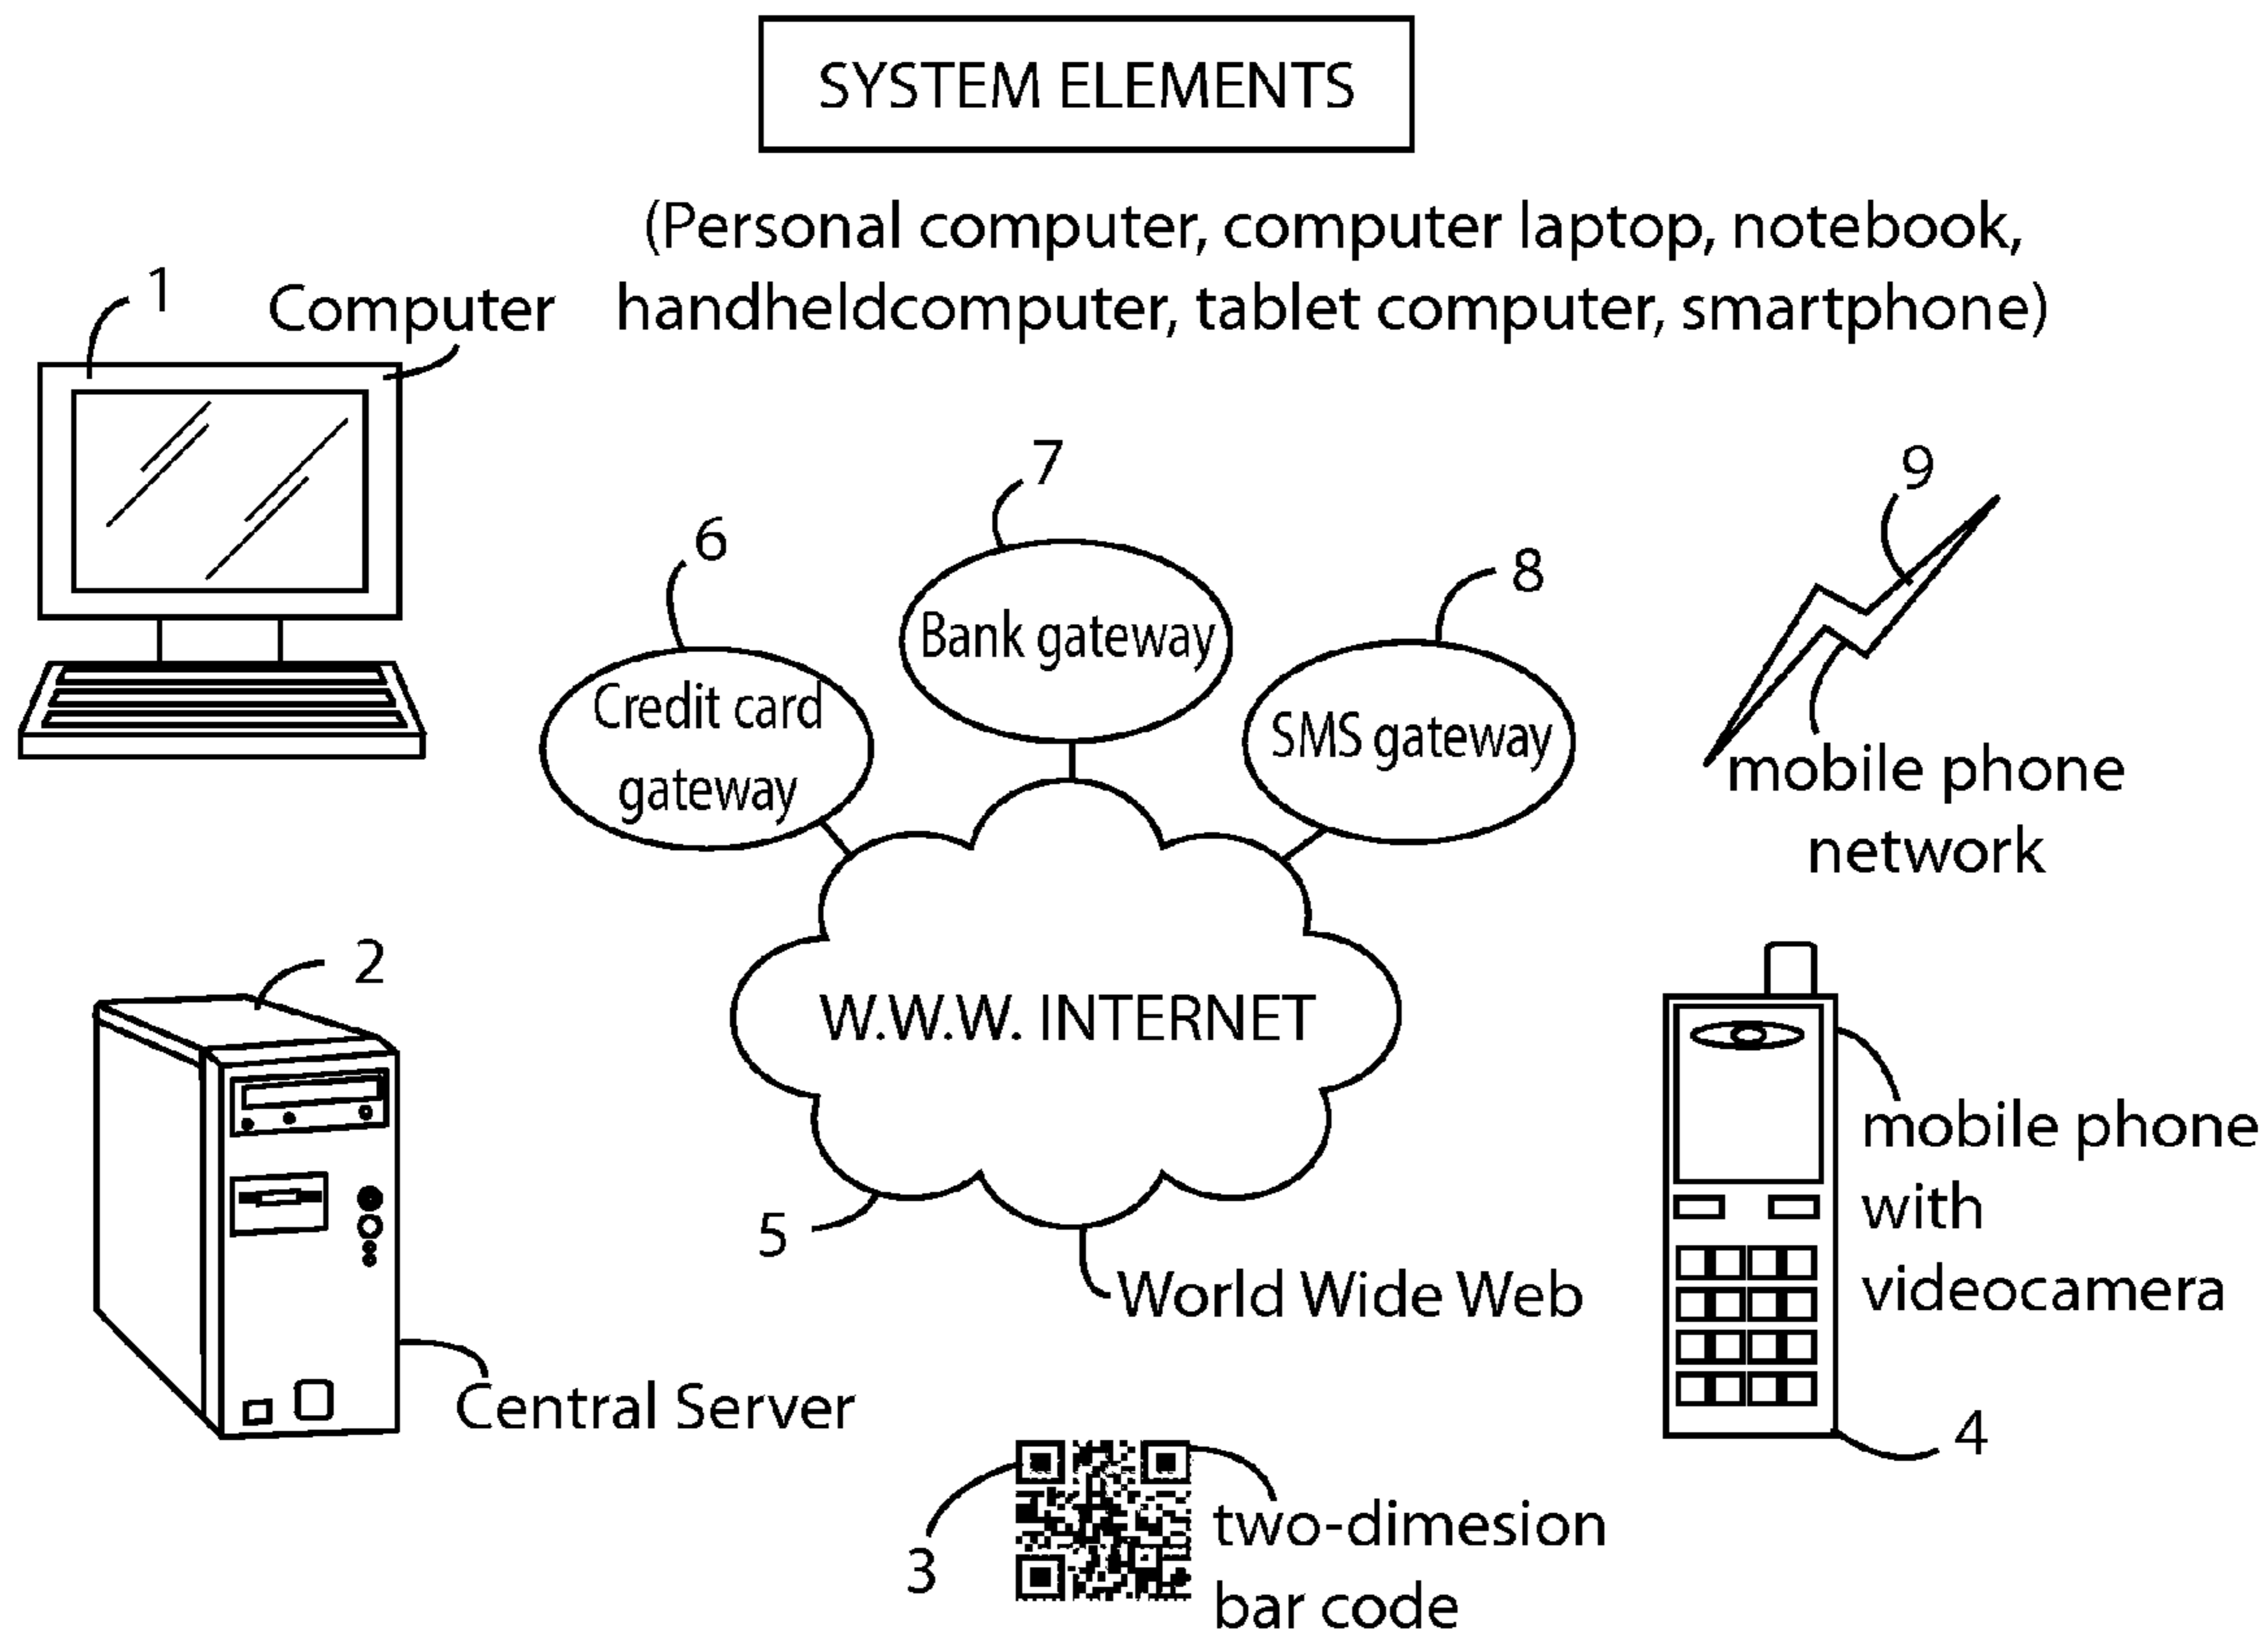 SYSTEM ELEMENTS
(Personal computer, computer laptop, notebook,
handheldcomputer, tablet computer, smartphone)
1
Computer
7
9
6
8
Bank gateway
Credit card
gateway
SMS gateway
mobile phone
network
2
W.W.W. INTERNET
mobile phone
with
videocamera
5
World Wide Web
Central Server
4
3
two-dimesion
bar code